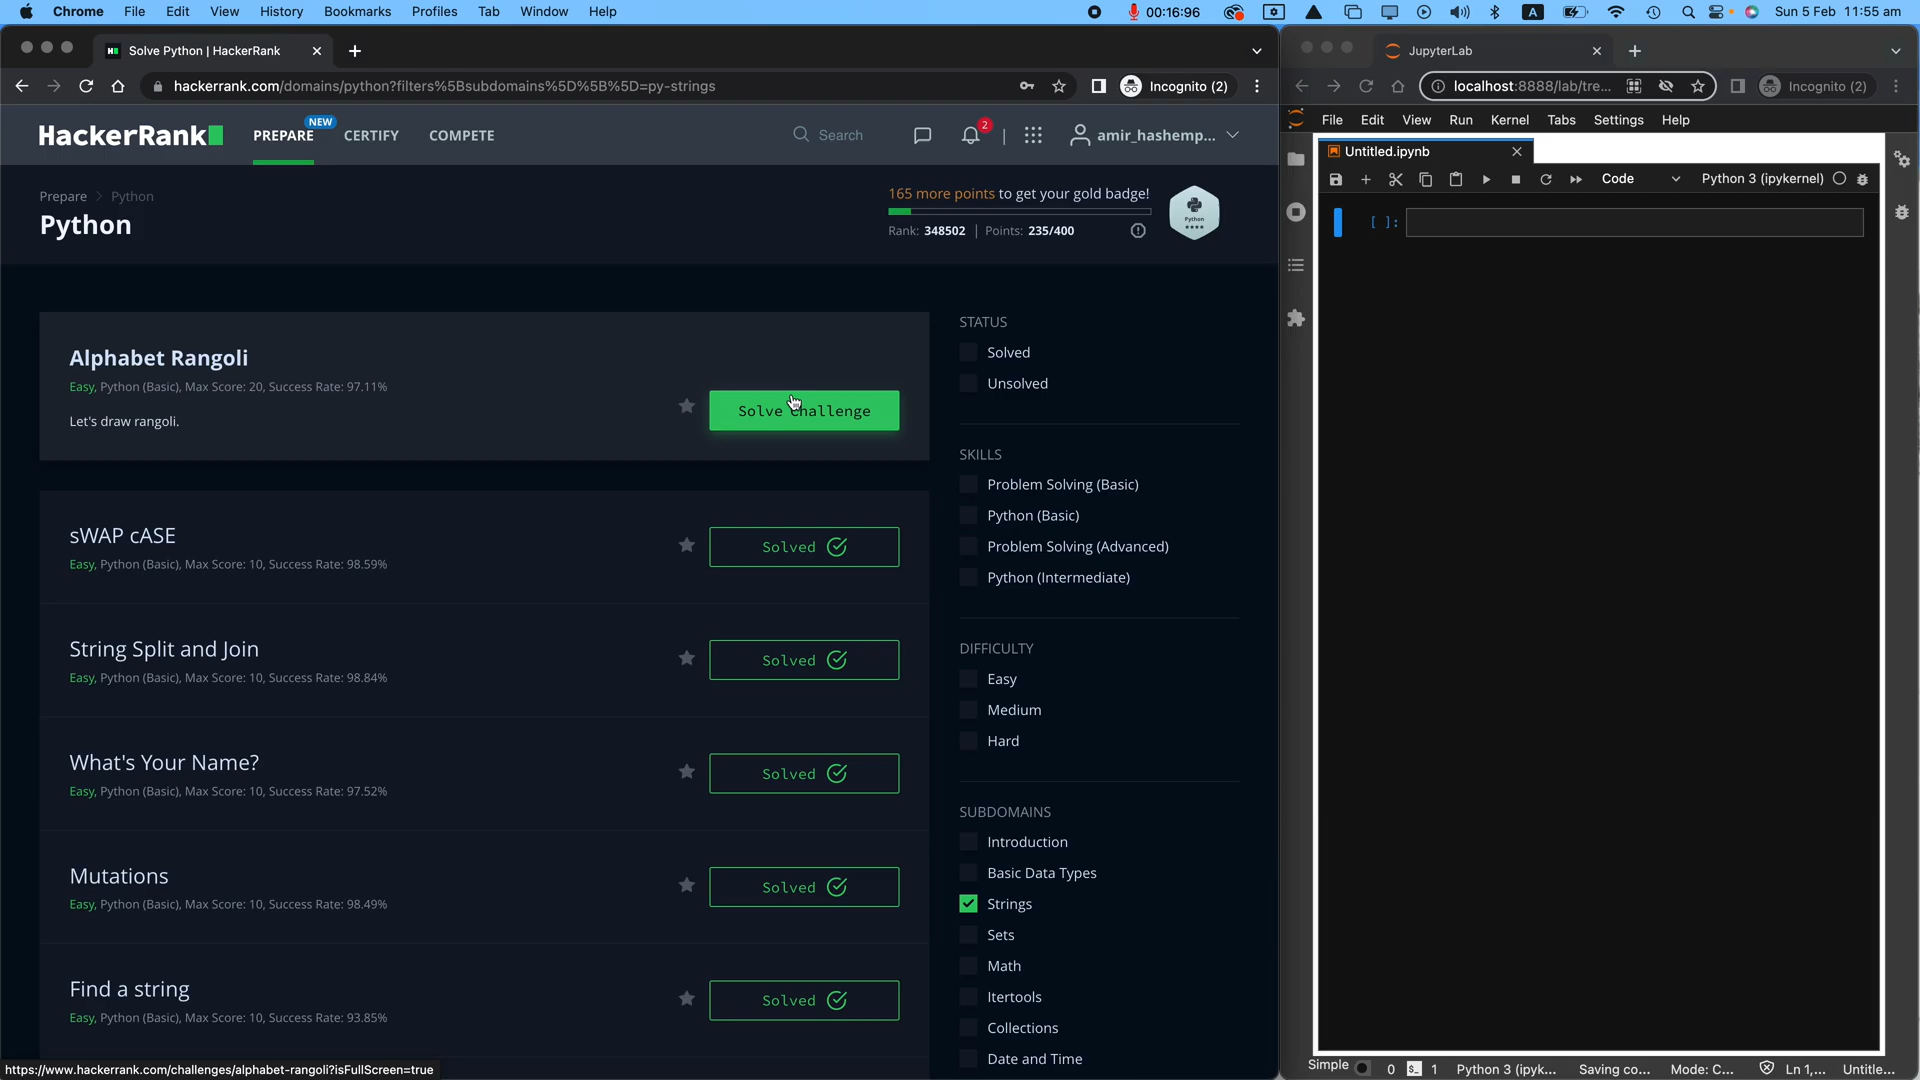 Chrome File Edit View History Bookmarks Profiles Tab Window Help 00:16:96 A Sun 5 Feb 11:55 am
Solve Python | HackerRank
hackerrank.com/domains/python?filters%5Bsubdomains%5D%5B%5D=py-strings Incognito (2)
HackerRank PREPARE NEW CERTIFY COMPETE Search 2 amir_hashemp...
Prepare > Python
Python
165 more points to get your gold badge!
Rank: 348502 | Points: 235/400
Python
Alphabet Rangoli
Easy, Python (Basic), Max Score: 20, Success Rate: 97.11%
Let's draw rangoli.
Solve Challenge
sWAP cASE
Easy, Python (Basic), Max Score: 10, Success Rate: 98.59%
Solved
String Split and Join
Easy, Python (Basic), Max Score: 10, Success Rate: 98.84%
Solved
What's Your Name?
Easy, Python (Basic), Max Score: 10, Success Rate: 97.52%
Solved
Mutations
Easy, Python (Basic), Max Score: 10, Success Rate: 98.49%
Solved
Find a string
Easy, Python (Basic), Max Score: 10, Success Rate: 93.85%
Solved
STATUS
Solved
Unsolved
SKILLS
Problem Solving (Basic)
Python (Basic)
Problem Solving (Advanced)
Python (Intermediate)
DIFFICULTY
Easy
Medium
Hard
SUBDOMAINS
Introduction
Basic Data Types
Strings
Sets
Math
Itertools
Collections
Date and Time
https://www.hackerrank.com/challenges/alphabet-rangoli?isFullScreen=true
JupyterLab
localhost:8888/lab/tre... Incognito (2)
File Edit View Run Kernel Tabs Settings Help
Untitled.ipynb
Code Python 3 (ipykernel)
[ ]:
Simple 0 1 Python 3 (ipyk... Saving co... Mode: C... Ln 1,... Untitle...